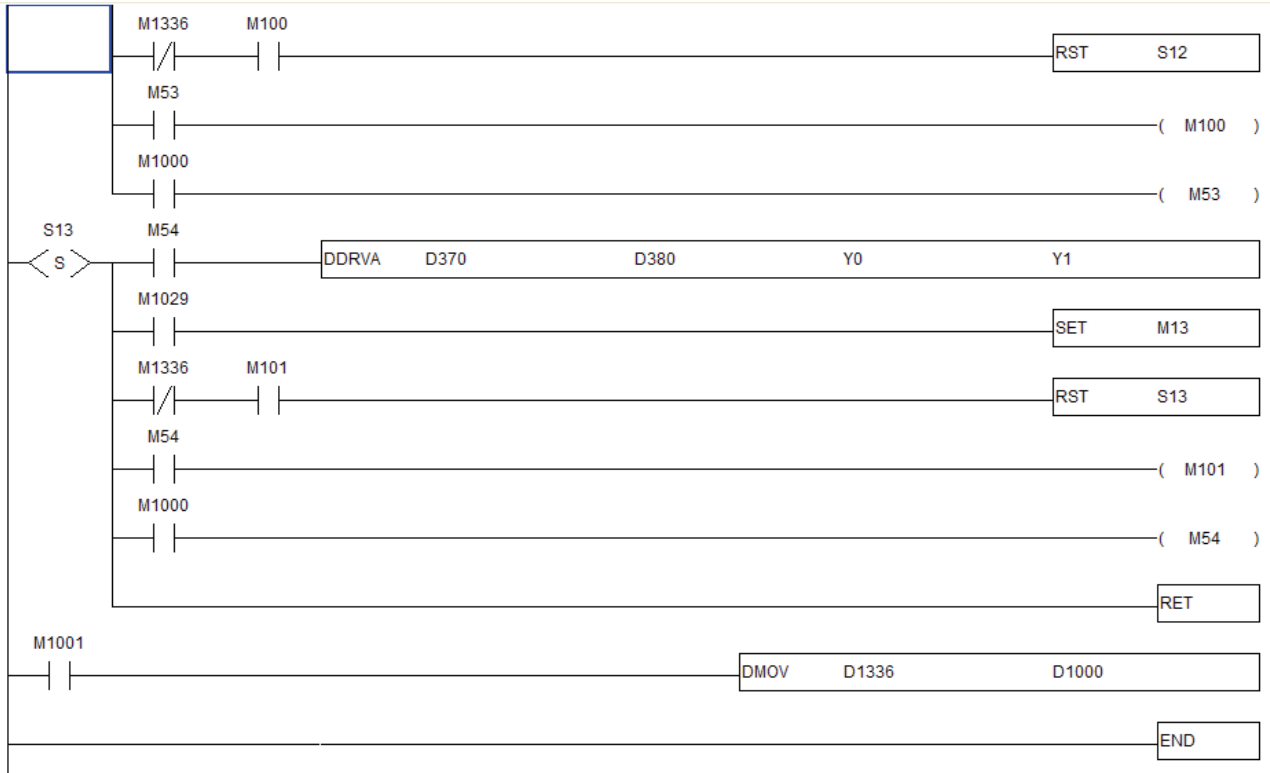 M1336 M100
RST S12
M53
( M100 )
M1000
( M53 )
S13 M54
S DDRVA D370 D380 Y0 Y1
M1029
SET M13
M1336 M101
RST S13
M54
( M101 )
M1000
( M54 )
RET
M1001
DMOV D1336 D1000
END